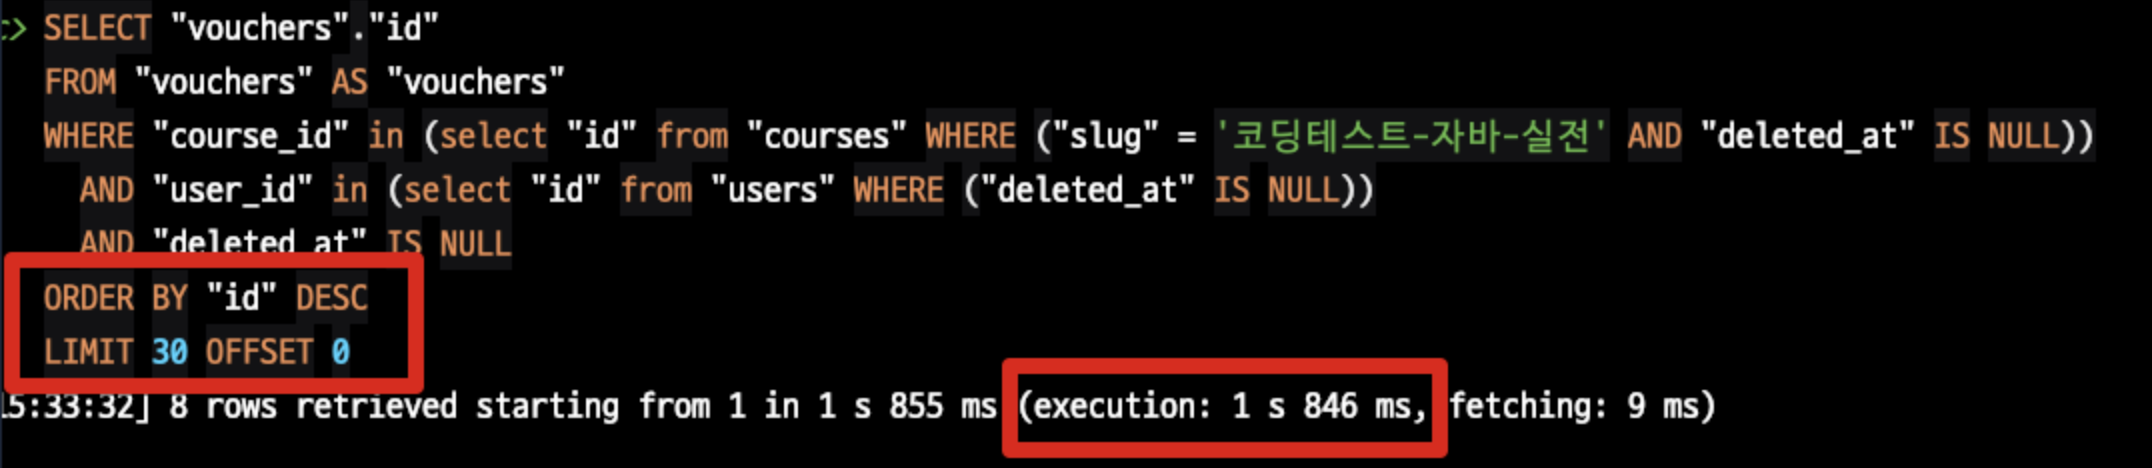 c> SELECT "vouchers"."id"
FROM "vouchers" AS "vouchers"
WHERE "course_id" in (select "id" from "courses" WHERE ("slug" = '코딩테스트-자바-실전' AND "deleted_at" IS NULL))
AND "user_id" in (select "id" from "users" WHERE ("deleted_at" IS NULL))
AND "deleted_at" IS NULL
ORDER BY "id" DESC
LIMIT 30 OFFSET 0
15:33:32] 8 rows retrieved starting from 1 in 1 s 855 ms (execution: 1 s 846 ms, fetching: 9 ms)